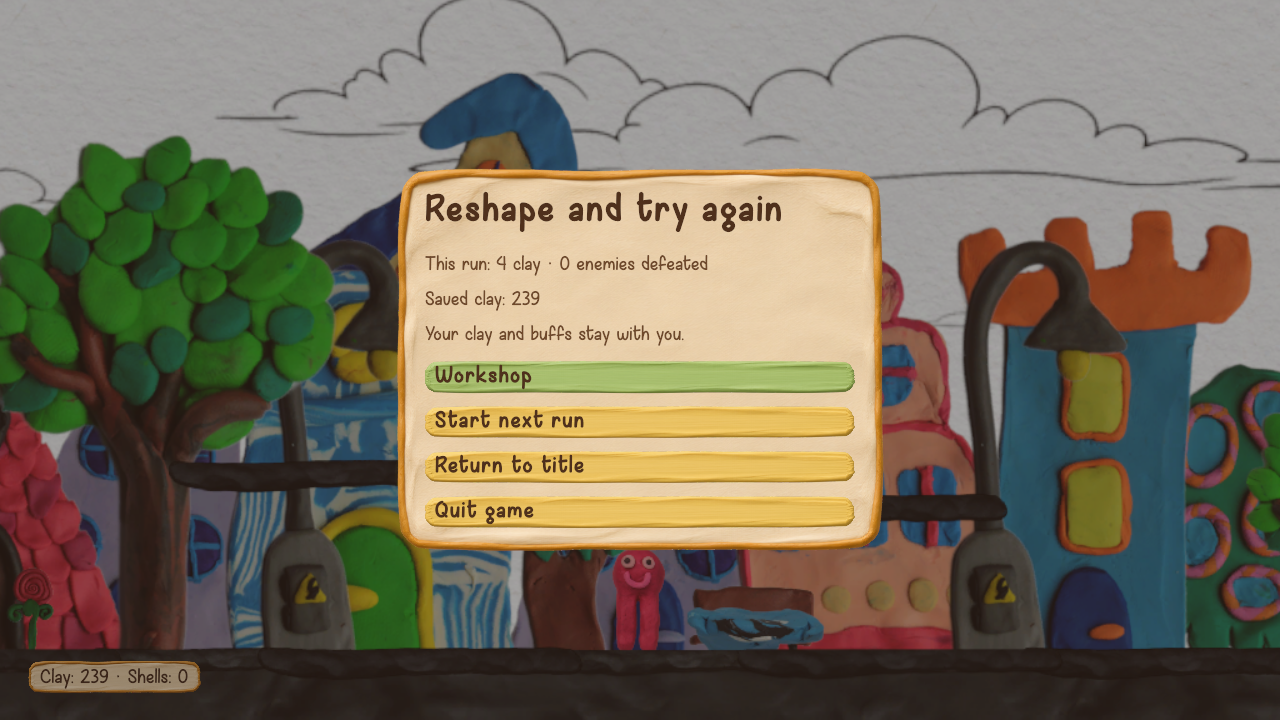 Reshape and try again
This run: 4 clay · 0 enemies defeated
Saved clay: 239
Your clay and buffs stay with you.
Workshop
Start next run
Return to title
Quit game
Clay: 239 · Shells: 0